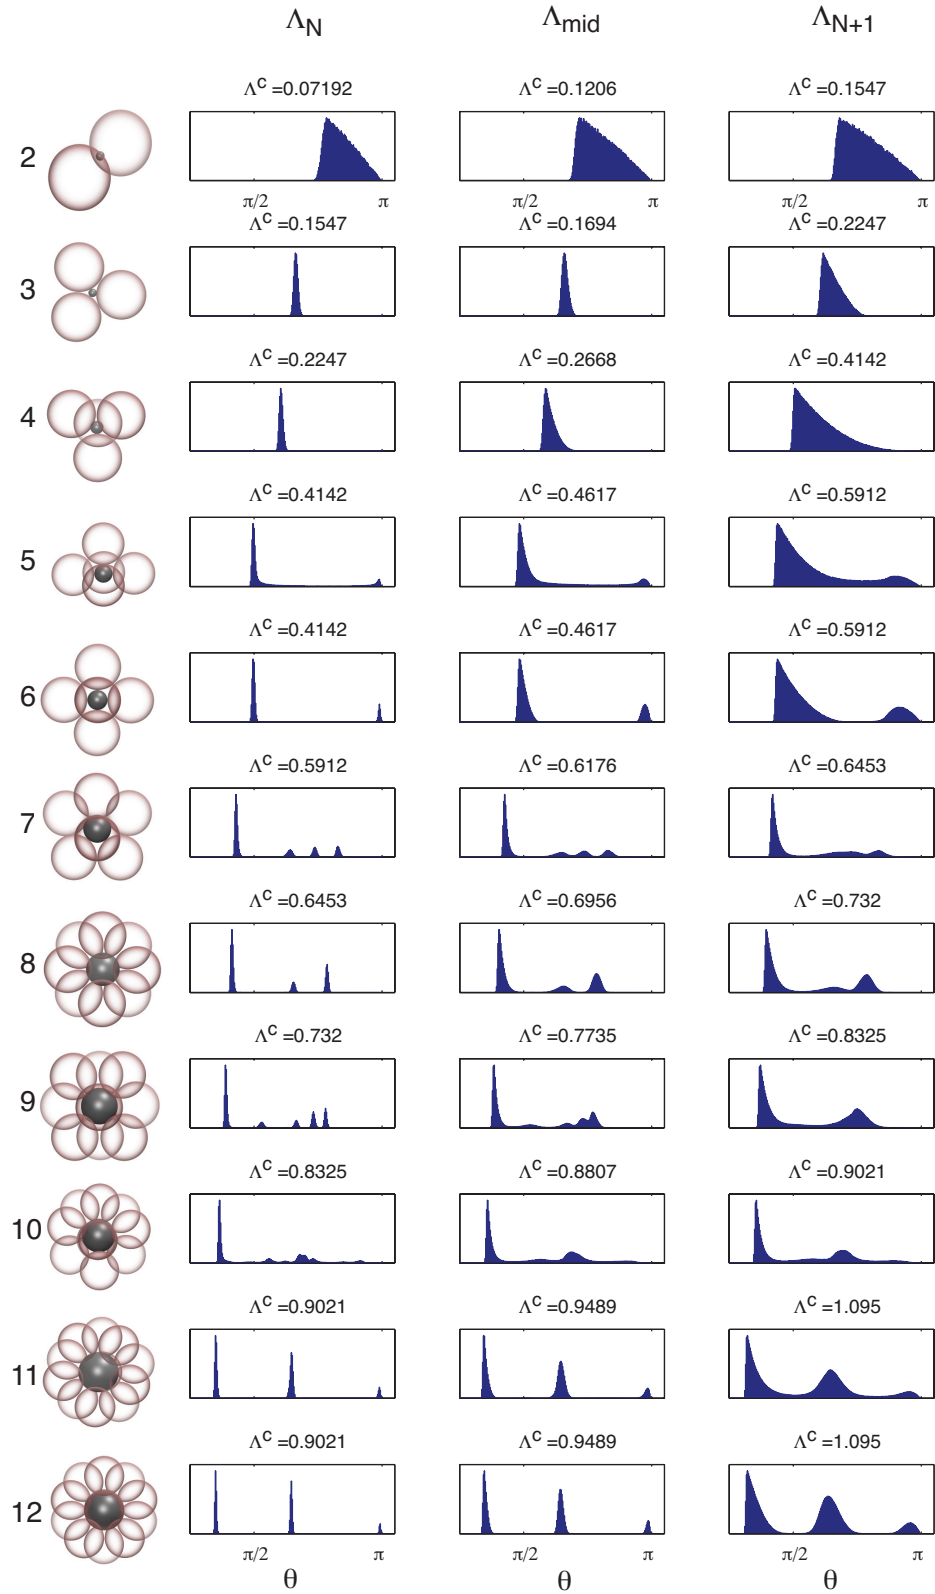 Λ_N Λ_mid Λ_N+1
Λ^c =0.07192 Λ^c =0.1206 Λ^c =0.1547
2
π/2 π π/2 π π/2 π
Λ^c =0.1547 Λ^c =0.1694 Λ^c =0.2247
3
Λ^c =0.2247 Λ^c =0.2668 Λ^c =0.4142
4
Λ^c =0.4142 Λ^c =0.4617 Λ^c =0.5912
5
Λ^c =0.4142 Λ^c =0.4617 Λ^c =0.5912
6
Λ^c =0.5912 Λ^c =0.6176 Λ^c =0.6453
7
Λ^c =0.6453 Λ^c =0.6956 Λ^c =0.732
8
Λ^c =0.732 Λ^c =0.7735 Λ^c =0.8325
9
Λ^c =0.8325 Λ^c =0.8807 Λ^c =0.9021
10
Λ^c =0.9021 Λ^c =0.9489 Λ^c =1.095
11
Λ^c =0.9021 Λ^c =0.9489 Λ^c =1.095
12
π/2 π π/2 π π/2 π
θ θ θ